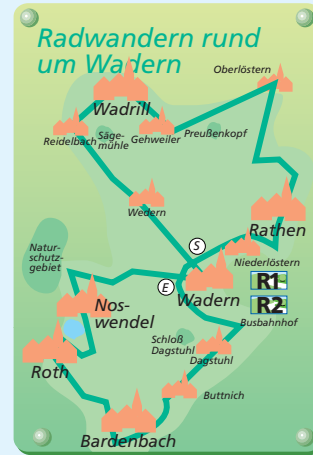 Radwandern rund
um Wadern
Oberlöstern
Wadrill
Reidelbach
Säge-
mühle
Gehweiler
Preußenkopf
Wedern
Rathen
S
Niederlöstern
Natur-
schutz-
gebiet
E
Wadern
R1
R2
Busbahnhof
Nos-
wendel
Schloß
Dagstuhl
Dagstuhl
Roth
Buttnich
Bardenbach